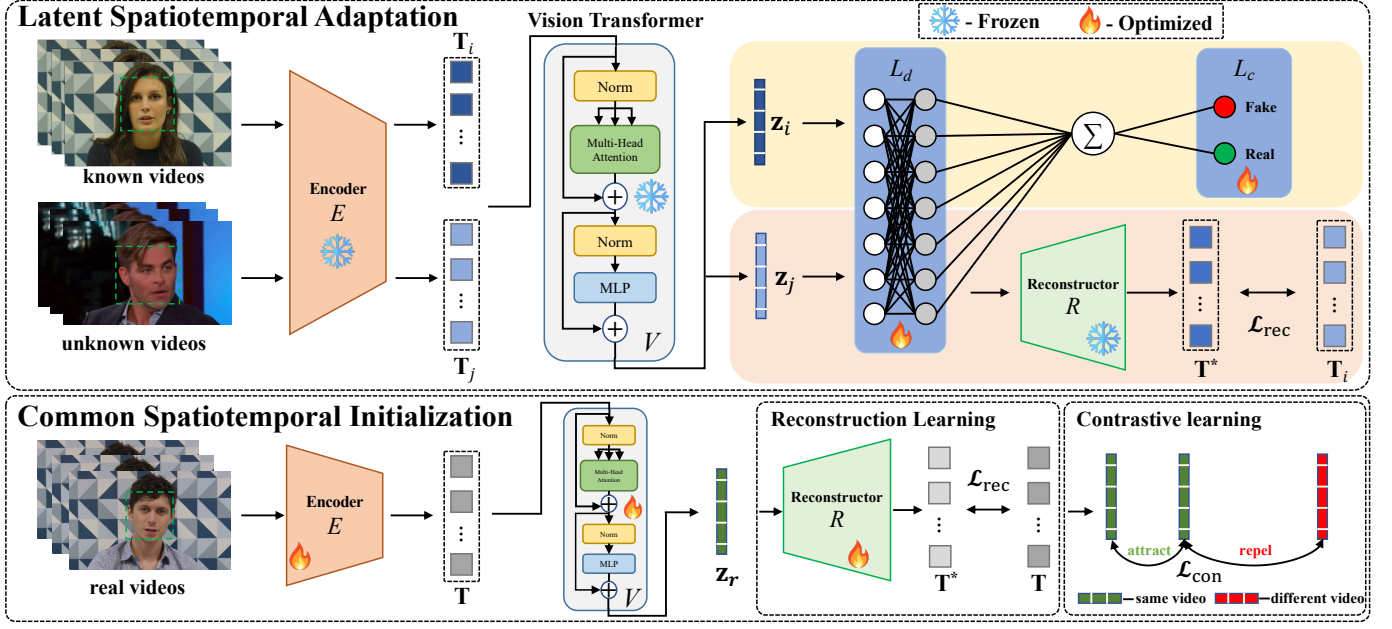 Latent Spatiotemporal Adaptation
Vision Transformer
- Frozen
- Optimized
known videos
unknown videos
Encoder
E
T_i
⋮
⋮
T_j
Norm
Multi-Head
Attention
+
Norm
MLP
+
V
z_i
z_j
L_d
∑
L_c
Fake
Real
Reconstructor
R
⋮
T*
ℒ_rec
⋮
T_i
Common Spatiotemporal Initialization
real videos
Encoder
E
⋮
T
Norm
Multi-Head
Attention
+
Norm
MLP
+
V
z_r
Reconstruction Learning
Reconstructor
R
⋮
T*
ℒ_rec
⋮
T
Contrastive learning
attract
repel
ℒ_con
same video
different video